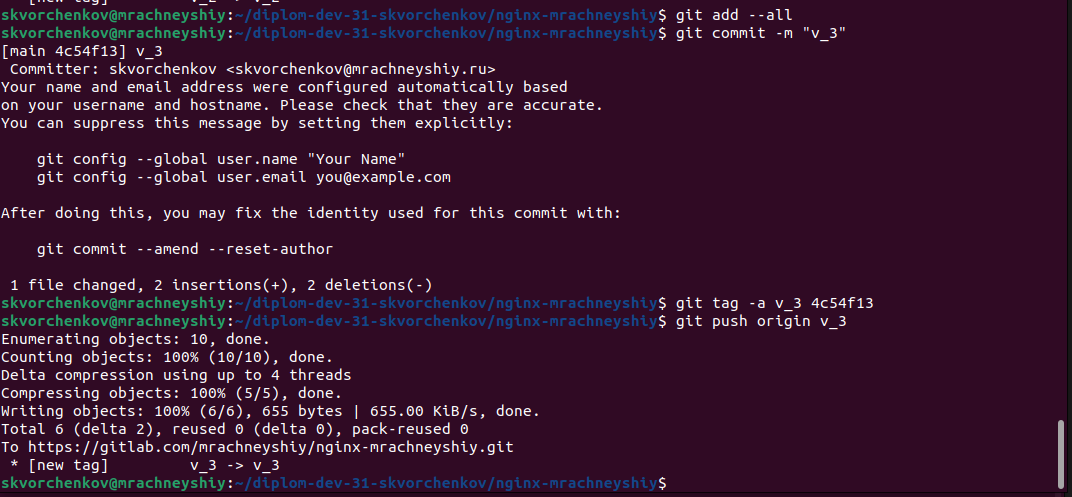 * [new tag]         v_2 -> v_2
skvorchenkov@mrachneyshiy:~/diplom-dev-31-skvorchenkov/nginx-mrachneyshiy$ git add --all
skvorchenkov@mrachneyshiy:~/diplom-dev-31-skvorchenkov/nginx-mrachneyshiy$ git commit -m "v_3"
[main 4c54f13] v_3
 Committer: skvorchenkov <skvorchenkov@mrachneyshiy.ru>
Your name and email address were configured automatically based
on your username and hostname. Please check that they are accurate.
You can suppress this message by setting them explicitly:

    git config --global user.name "Your Name"
    git config --global user.email you@example.com

After doing this, you may fix the identity used for this commit with:

    git commit --amend --reset-author

 1 file changed, 2 insertions(+), 2 deletions(-)
skvorchenkov@mrachneyshiy:~/diplom-dev-31-skvorchenkov/nginx-mrachneyshiy$ git tag -a v_3 4c54f13
skvorchenkov@mrachneyshiy:~/diplom-dev-31-skvorchenkov/nginx-mrachneyshiy$ git push origin v_3
Enumerating objects: 10, done.
Counting objects: 100% (10/10), done.
Delta compression using up to 4 threads
Compressing objects: 100% (5/5), done.
Writing objects: 100% (6/6), 655 bytes | 655.00 KiB/s, done.
Total 6 (delta 2), reused 0 (delta 0), pack-reused 0
To https://gitlab.com/mrachneyshiy/nginx-mrachneyshiy.git
 * [new tag]         v_3 -> v_3
skvorchenkov@mrachneyshiy:~/diplom-dev-31-skvorchenkov/nginx-mrachneyshiy$